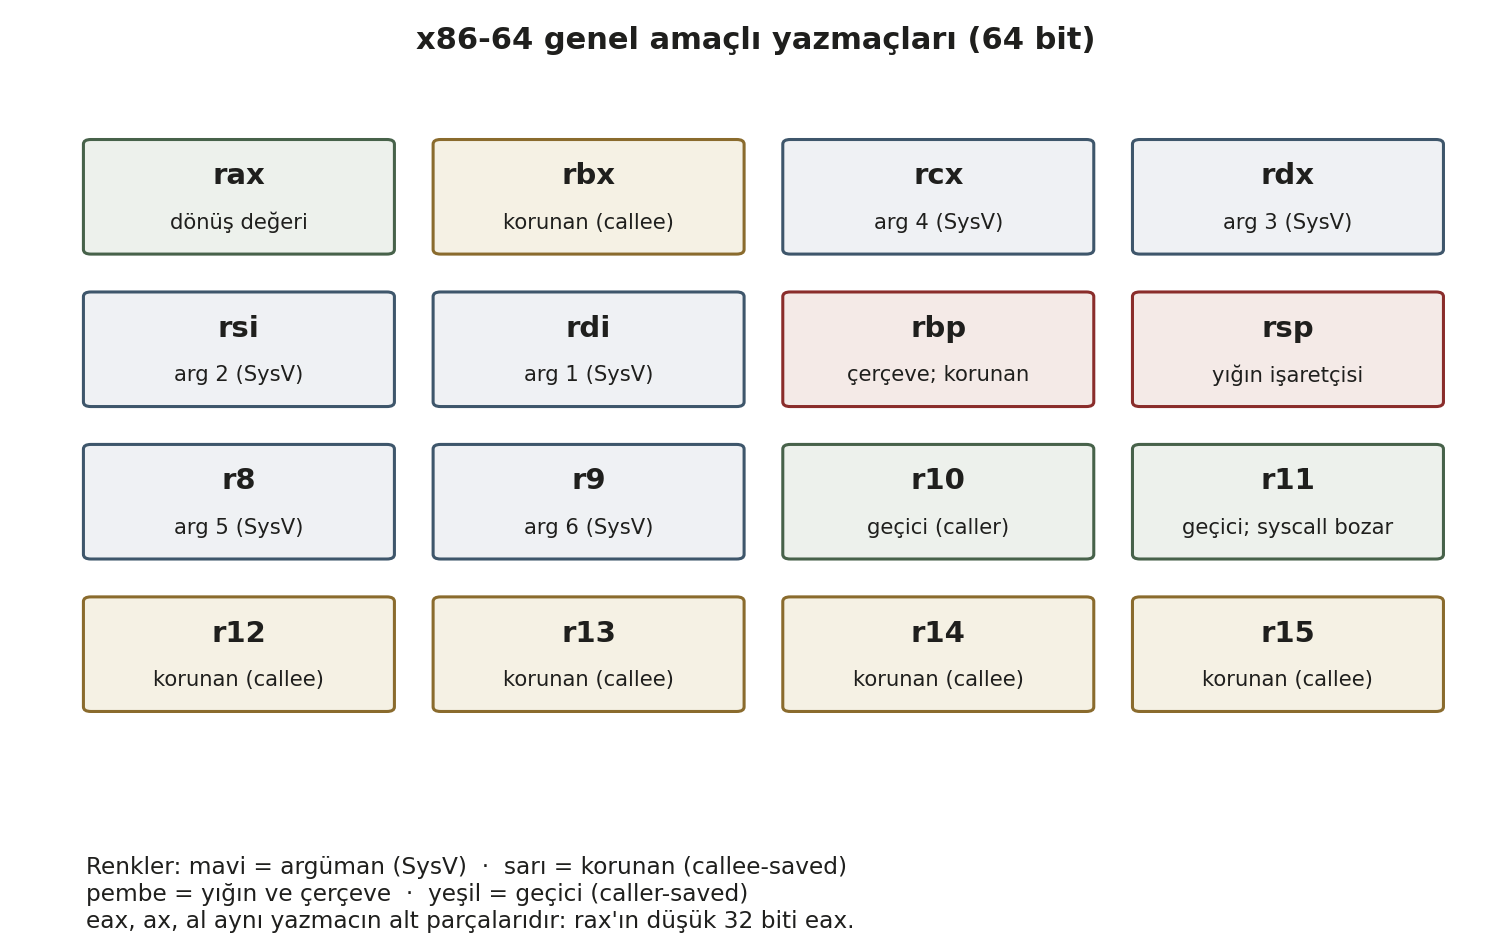 x86-64 genel amaçlı yazmaçları (64 bit)
rax
dönüş değeri
rbx
korunan (callee)
rcx
arg 4 (SysV)
rdx
arg 3 (SysV)
rsi
arg 2 (SysV)
rdi
arg 1 (SysV)
rbp
çerçeve; korunan
rsp
yığın işaretçisi
r8
arg 5 (SysV)
r9
arg 6 (SysV)
r10
geçici (caller)
r11
geçici; syscall bozar
r12
korunan (callee)
r13
korunan (callee)
r14
korunan (callee)
r15
korunan (callee)
Renkler: mavi = argüman (SysV) · sarı = korunan (callee-saved)
pembe = yığın ve çerçeve · yeşil = geçici (caller-saved)
eax, ax, al aynı yazmacın alt parçalarıdır: rax'ın düşük 32 biti eax.